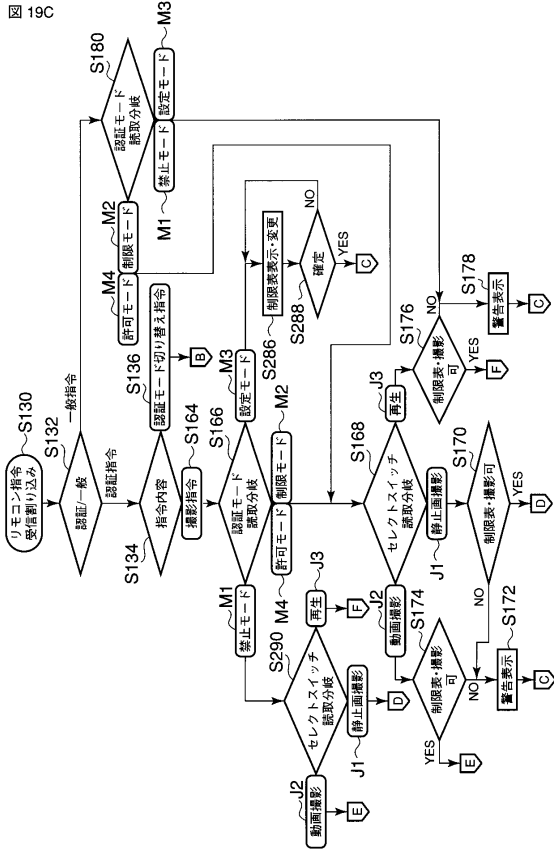 図 19C
リモコン指令
受信割り込み
S130
S132
認証/一般
一般指令
認証指令
S134
指令内容
S136
認証モード切り替え指令
B
S164
撮影指令
S166
認証モード
読取分岐
S180
認証モード
読取分岐
M4
許可モード
M2
制限モード
M1
禁止モード
M3
設定モード
M1
禁止モード
M3
設定モード
M4
許可モード
M2
制限モード
S286
制限表表示・変更
S288
確定
NO
YES
C
S290
セレクトスイッチ
読取分岐
J2
動画撮影
E
J1
静止画撮影
D
J3
再生
F
S168
セレクトスイッチ
読取分岐
J2
動画撮影
J1
静止画撮影
J3
再生
S174
制限表・撮影
可
YES
E
NO
S170
制限表・撮影可
NO
YES
D
S172
警告表示
C
S176
制限表・撮影
可
NO
YES
F
S178
警告表示
C